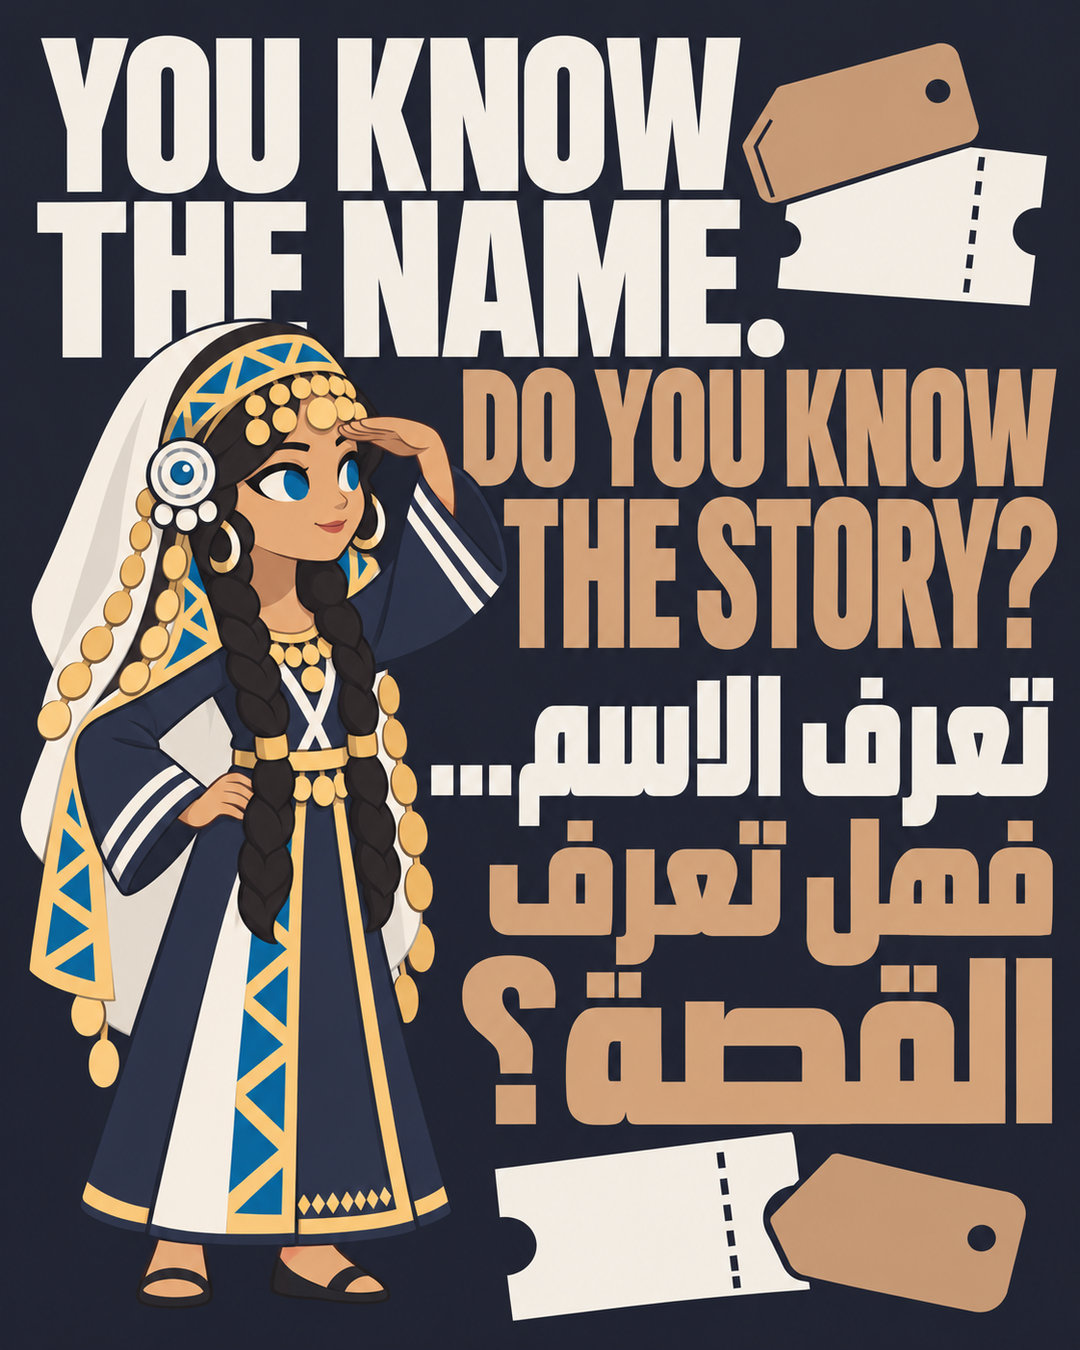 YOU KNOW
THE NAME.
DO YOU KNOW
THE STORY?
تعرف الاسم...
فهل تعرف
القصة؟